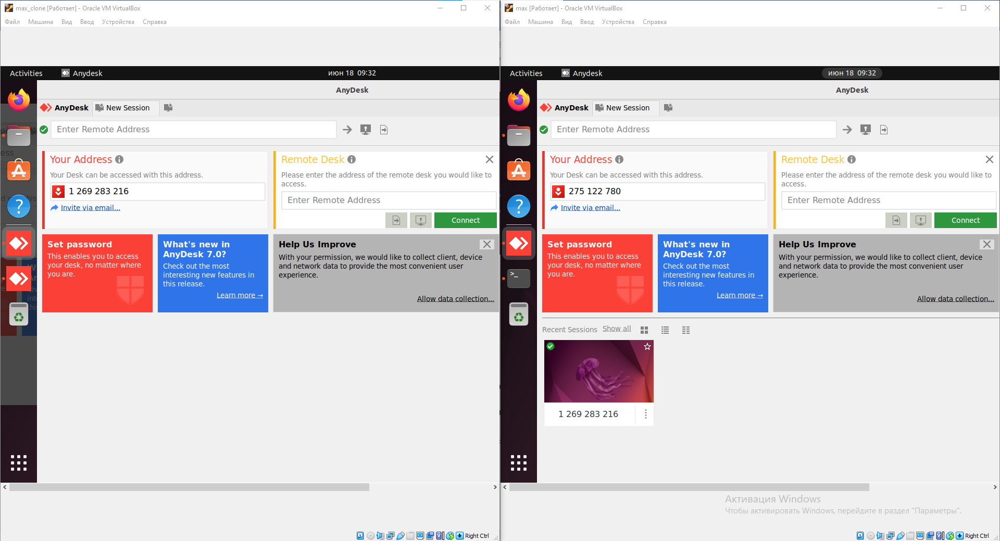 max_clone [Работает] - Oracle VM VirtualBox
Файл Машина Вид Ввод Устройства Справка
Activities Anydesk июн 18 09:32
AnyDesk
AnyDesk New Session
Enter Remote Address
Your Address
Your Desk can be accessed with this address.
1 269 283 216
Invite via email...
Remote Desk
Please enter the address of the remote desk you would like to
access.
Enter Remote Address
Connect
Set password
This enables you to access
your desk, no matter where
you are.
What's new in
AnyDesk 7.0?
Check out the most
interesting new features in
this release.
Learn more →
Help Us Improve
With your permission, we would like to collect client, device
and network data to provide the most convenient user
experience.
Allow data collection...
Right Ctrl
max [Работает] - Oracle VM VirtualBox
Файл Машина Вид Ввод Устройства Справка
Activities Anydesk июн 18 09:32
AnyDesk
AnyDesk New Session
Enter Remote Address
Your Address
Your Desk can be accessed with this address.
275 122 780
Invite via email...
Remote Desk
Please enter the address of the remote desk you would like to
access.
Enter Remote Address
Connect
Set password
This enables you to access
your desk, no matter where
you are.
What's new in
AnyDesk 7.0?
Check out the most
interesting new features in
this release.
Learn more →
Help Us Improve
With your permission, we would like to collect client, device
and network data to provide the most convenient user
experience.
Allow data collection...
Recent Sessions Show all
1 269 283 216
Активация Windows
Чтобы активировать Windows, перейдите в раздел "Параметры".
Right Ctrl